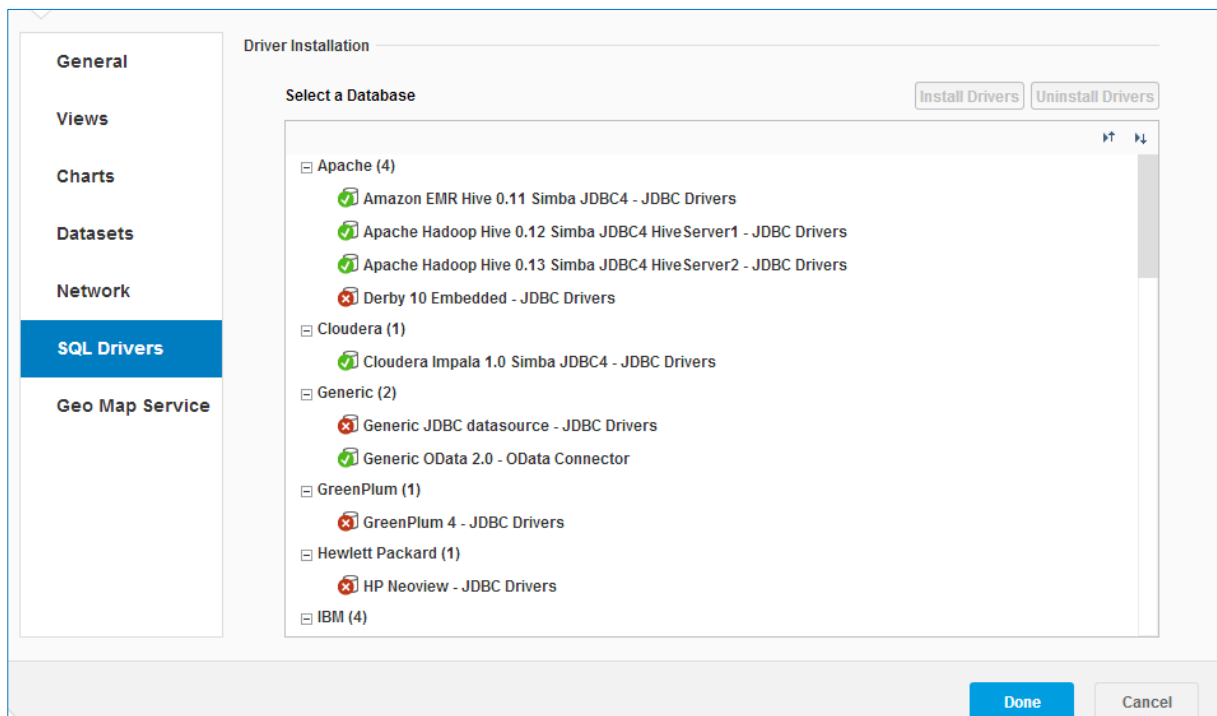 General
Views
Charts
Datasets
Network
SQL Drivers
Geo Map Service
Driver Installation
Select a Database
Install Drivers
Uninstall Drivers
Apache (4)
Amazon EMR Hive 0.11 Simba JDBC4 - JDBC Drivers
Apache Hadoop Hive 0.12 Simba JDBC4 HiveServer1 - JDBC Drivers
Apache Hadoop Hive 0.13 Simba JDBC4 HiveServer2 - JDBC Drivers
Derby 10 Embedded - JDBC Drivers
Cloudera (1)
Cloudera Impala 1.0 Simba JDBC4 - JDBC Drivers
Generic (2)
Generic JDBC datasource - JDBC Drivers
Generic OData 2.0 - OData Connector
GreenPlum (1)
GreenPlum 4 - JDBC Drivers
Hewlett Packard (1)
HP Neoview - JDBC Drivers
IBM (4)
Done
Cancel